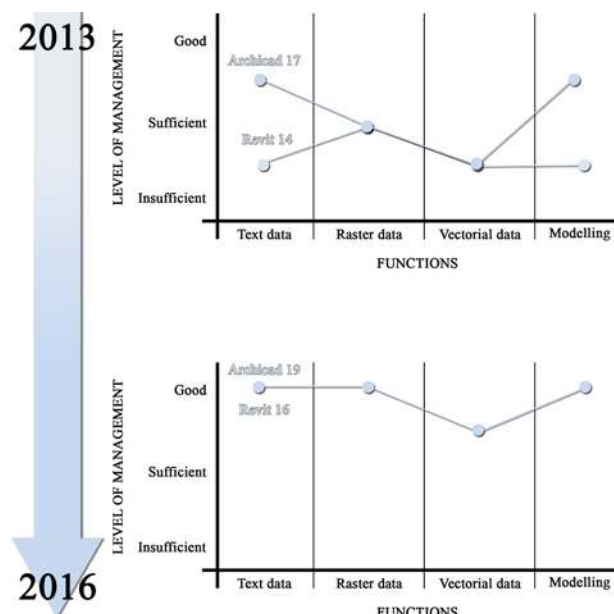 2013
LEVEL OF MANAGEMENT
Good
Archicad 17
Sufficient
Revit 14
Insufficient
Text data
Raster data
Vectorial data
Modelling
FUNCTIONS
2016
LEVEL OF MANAGEMENT
Archicad 19
Good
Revit 16
Sufficient
Insufficient
Text data
Raster data
Vectorial data
Modelling
FUNCTIONS